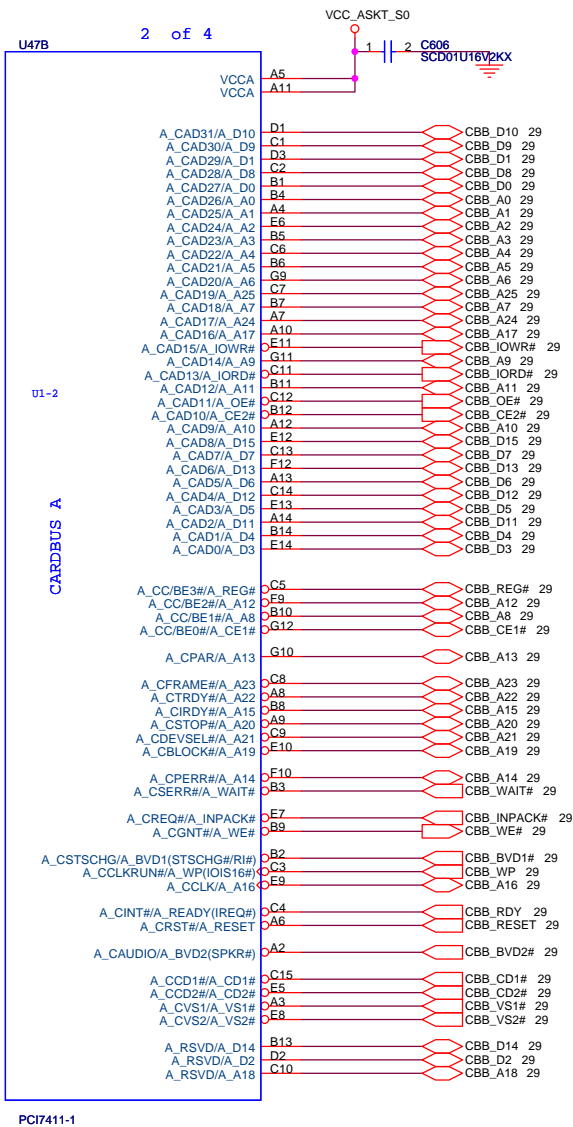 VCC_ASKT_S0
2 of 4
U47B
1 2 C606
SCD01U16V2KX
VCCA A5
VCCA A11
A_CAD31/A_D10 D1 CBB_D10 29
A_CAD30/A_D9 C1 CBB_D9 29
A_CAD29/A_D1 D3 CBB_D1 29
A_CAD28/A_D8 C2 CBB_D8 29
A_CAD27/A_D0 B1 CBB_D0 29
A_CAD26/A_A0 B4 CBB_A0 29
A_CAD25/A_A1 A4 CBB_A1 29
A_CAD24/A_A2 E6 CBB_A2 29
A_CAD23/A_A3 B5 CBB_A3 29
A_CAD22/A_A4 C6 CBB_A4 29
A_CAD21/A_A5 B6 CBB_A5 29
A_CAD20/A_A6 G9 CBB_A6 29
A_CAD19/A_A25 C7 CBB_A25 29
A_CAD18/A_A7 B7 CBB_A7 29
A_CAD17/A_A24 A7 CBB_A24 29
A_CAD16/A_A17 A10 CBB_A17 29
A_CAD15/A_IOWR# E11 CBB_IOWR# 29
A_CAD14/A_A9 G11 CBB_A9 29
A_CAD13/A_IORD# C11 CBB_IORD# 29
A_CAD12/A_A11 B11 CBB_A11 29
A_CAD11/A_OE# C12 CBB_OE# 29
A_CAD10/A_CE2# B12 CBB_CE2# 29
A_CAD9/A_A10 A12 CBB_A10 29
A_CAD8/A_D15 E12 CBB_D15 29
A_CAD7/A_D7 C13 CBB_D7 29
A_CAD6/A_D13 F12 CBB_D13 29
A_CAD5/A_D6 A13 CBB_D6 29
A_CAD4/A_D12 C14 CBB_D12 29
A_CAD3/A_D5 E13 CBB_D5 29
A_CAD2/A_D11 A14 CBB_D11 29
A_CAD1/A_D4 B14 CBB_D4 29
A_CAD0/A_D3 E14 CBB_D3 29
U1-2
CARDBUS A
A_CC/BE3#/A_REG# C5 CBB_REG# 29
A_CC/BE2#/A_A12 F9 CBB_A12 29
A_CC/BE1#/A_A8 B10 CBB_A8 29
A_CC/BE0#/A_CE1# G12 CBB_CE1# 29
A_CPAR/A_A13 G10 CBB_A13 29
A_CFRAME#/A_A23 C8 CBB_A23 29
A_CTRDY#/A_A22 A8 CBB_A22 29
A_CIRDY#/A_A15 B8 CBB_A15 29
A_CSTOP#/A_A20 A9 CBB_A20 29
A_CDEVSEL#/A_A21 C9 CBB_A21 29
A_CBLOCK#/A_A19 E10 CBB_A19 29
A_CPERR#/A_A14 F10 CBB_A14 29
A_CSERR#/A_WAIT# B3 CBB_WAIT# 29
A_CREQ#/A_INPACK# E7 CBB_INPACK# 29
A_CGNT#/A_WE# B9 CBB_WE# 29
A_CSTSCHG/A_BVD1(STSCHG#/RI#) B2 CBB_BVD1# 29
A_CCLKRUN#/A_WP(IOIS16#) C3 CBB_WP 29
A_CCLK/A_A16 E9 CBB_A16 29
A_CINT#/A_READY(IREQ#) C4 CBB_RDY 29
A_CRST#/A_RESET A6 CBB_RESET 29
A_CAUDIO/A_BVD2(SPKR#) A2 CBB_BVD2# 29
A_CCD1#/A_CD1# C15 CBB_CD1# 29
A_CCD2#/A_CD2# E5 CBB_CD2# 29
A_CVS1/A_VS1# A3 CBB_VS1# 29
A_CVS2/A_VS2# E8 CBB_VS2# 29
A_RSVD/A_D14 B13 CBB_D14 29
A_RSVD/A_D2 D2 CBB_D2 29
A_RSVD/A_A18 C10 CBB_A18 29
PCI7411-1